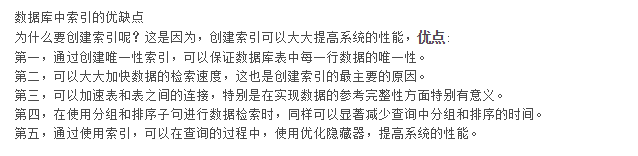 数据库中索引的优缺点
为什么要创建索引呢？这是因为，创建索引可以大大提高系统的性能，优点：
第一，通过创建唯一性索引，可以保证数据库表中每一行数据的唯一性。
第二，可以大大加快数据的检索速度，这也是创建索引的最主要的原因。
第三，可以加速表和表之间的连接，特别是在实现数据的参考完整性方面特别有意义。
第四，在使用分组和排序子句进行数据检索时，同样可以显著减少查询中分组和排序的时间。
第五，通过使用索引，可以在查询的过程中，使用优化隐藏器，提高系统的性能。